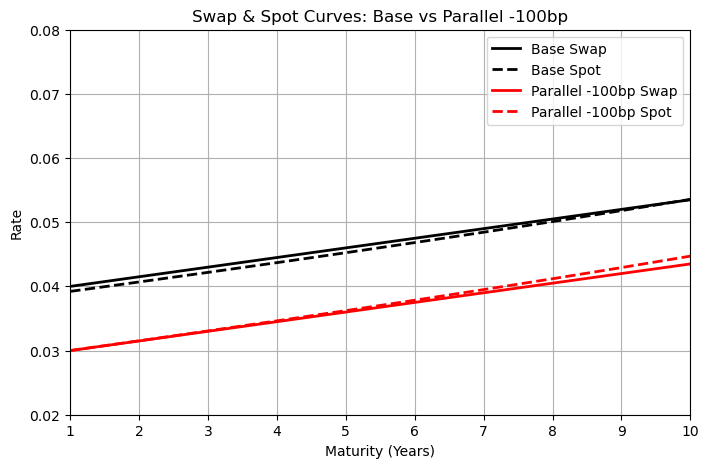 Swap & Spot Curves: Base vs Parallel -100bp
Base Swap
Base Spot
Parallel -100bp Swap
Parallel -100bp Spot
Rate
0.08
0.07
0.06
0.05
0.04
0.03
0.02
1 2 3 4 5 6 7 8 9 10
Maturity (Years)